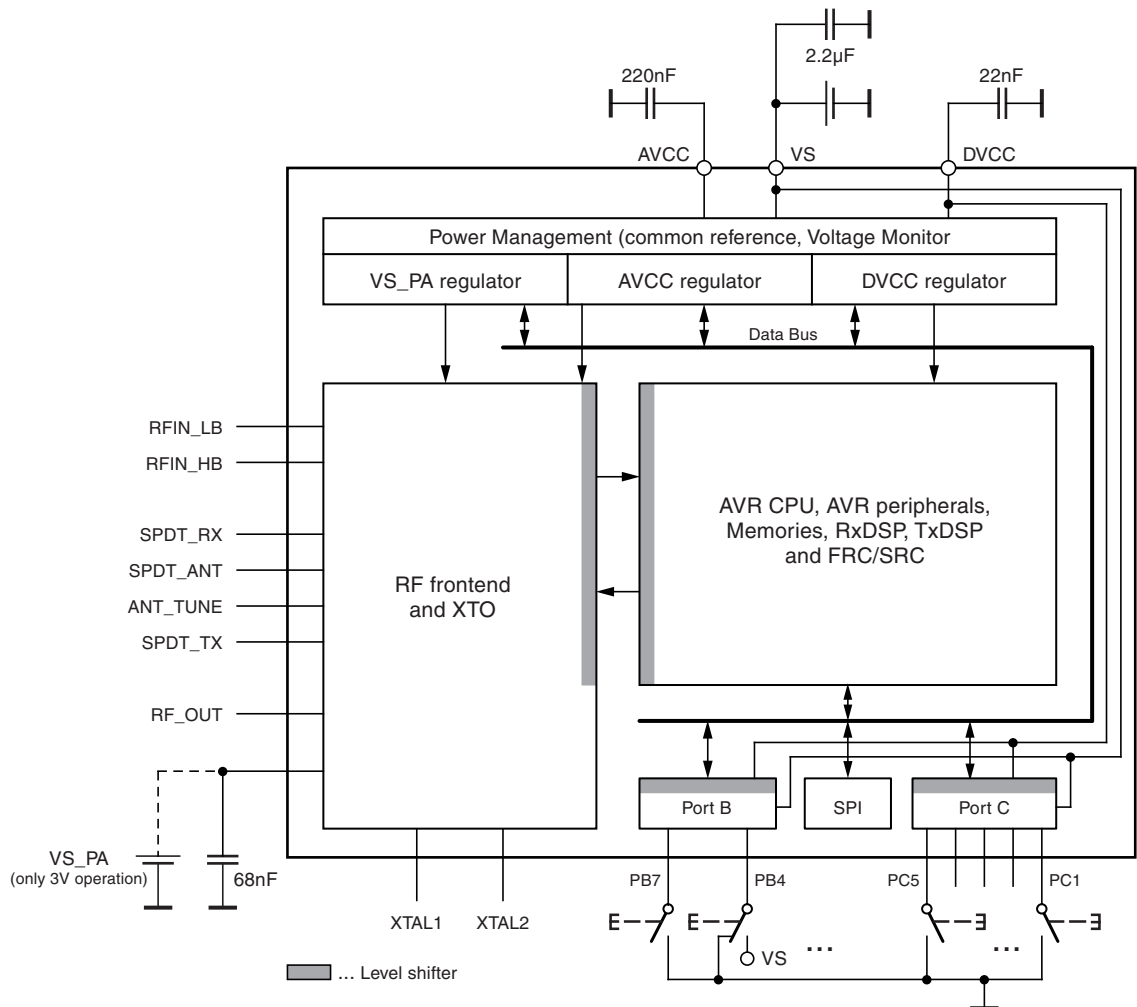 2.2µF
220nF
22nF
AVCC
VS
DVCC
Power Management (common reference, Voltage Monitor
VS_PA regulator
AVCC regulator
DVCC regulator
Data Bus
RFIN_LB
RFIN_HB
SPDT_RX
SPDT_ANT
ANT_TUNE
SPDT_TX
RF_OUT
RF frontend
and XTO
AVR CPU, AVR peripherals,
Memories, RxDSP, TxDSP
and FRC/SRC
Port B
SPI
Port C
VS_PA
(only 3V operation)
68nF
PB7
PB4
PC5
PC1
XTAL1
XTAL2
VS
...
...
... Level shifter